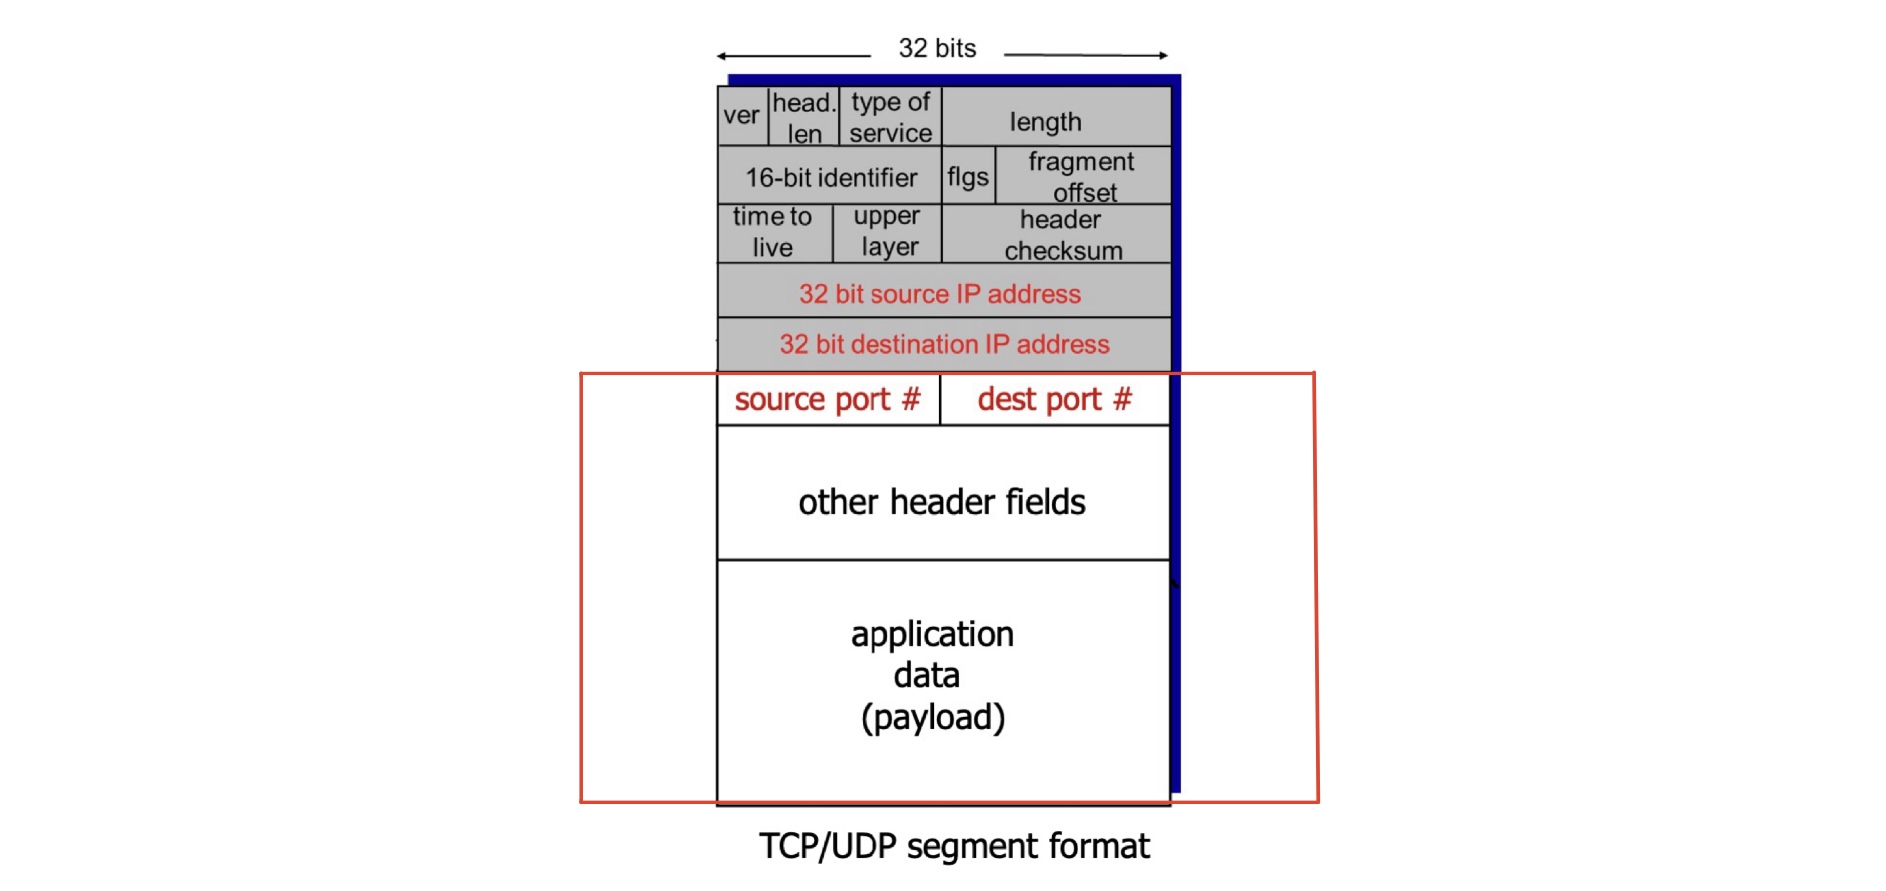 32 bits
ver
head.
len
type of
service
length
16-bit identifier
flgs
fragment
offset
time to
live
upper
layer
header
checksum
32 bit source IP address
32 bit destination IP address
source port #
dest port #
other header fields
application
data
(payload)
TCP/UDP segment format